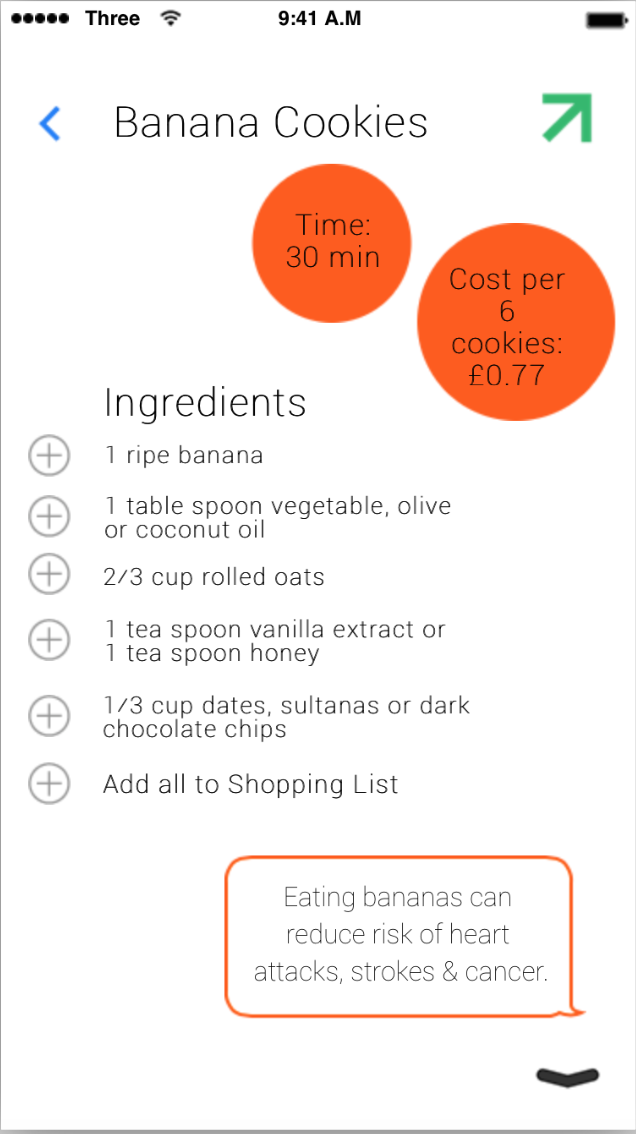 Three 9:41 A.M
Banana Cookies
Time:
30 min
Cost per
6
cookies:
£0.77
Ingredients
1 ripe banana
1 table spoon vegetable, olive
or coconut oil
2/3 cup rolled oats
1 tea spoon vanilla extract or
1 tea spoon honey
1/3 cup dates, sultanas or dark
chocolate chips
Add all to Shopping List
Eating bananas can
reduce risk of heart
attacks, strokes & cancer.